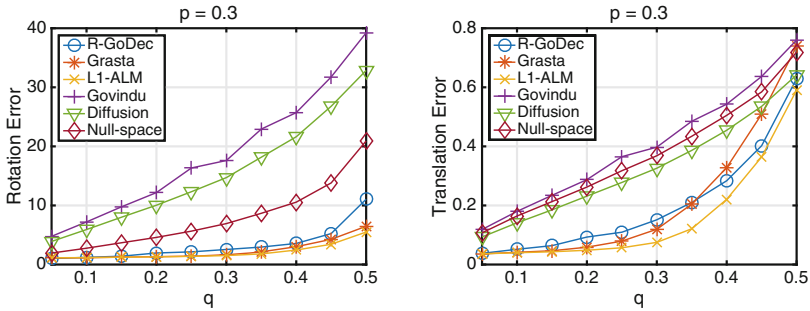 p = 0.3
40
30
20
10
0
Rotation Error
R-GoDec
Grasta
L1-ALM
Govindu
Diffusion
Null-space
0.1 0.2 0.3 0.4 0.5
q
p = 0.3
0.8
0.6
0.4
0.2
0
Translation Error
R-GoDec
Grasta
L1-ALM
Govindu
Diffusion
Null-space
0.1 0.2 0.3 0.4 0.5
q